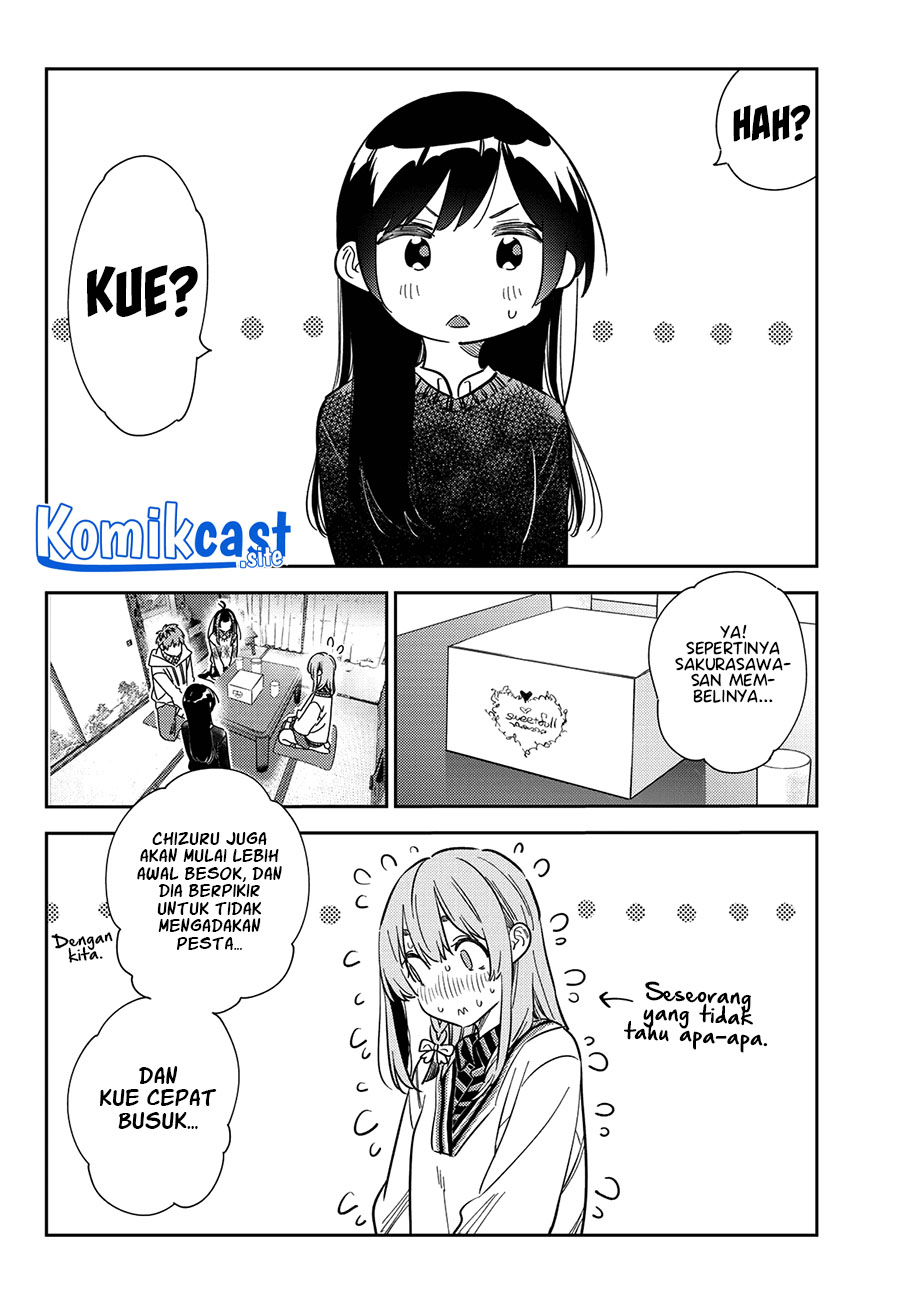 HAH?
KUE?
Komikcast
.site
YA!
SEPERTINYA
SAKURASAWA-
SAN MEM-
BELINYA...
sweetfull
CHIZURU JUGA
AKAN MULAI LEBIH
AWAL BESOK, DAN
DIA BERPIKIR
UNTUK TIDAK
MENGADAKAN
PESTA...
Dengan
kita.
Seseorang
yang tidak
tahu apa-apa.
DAN
KUE CEPAT
BUSUK...